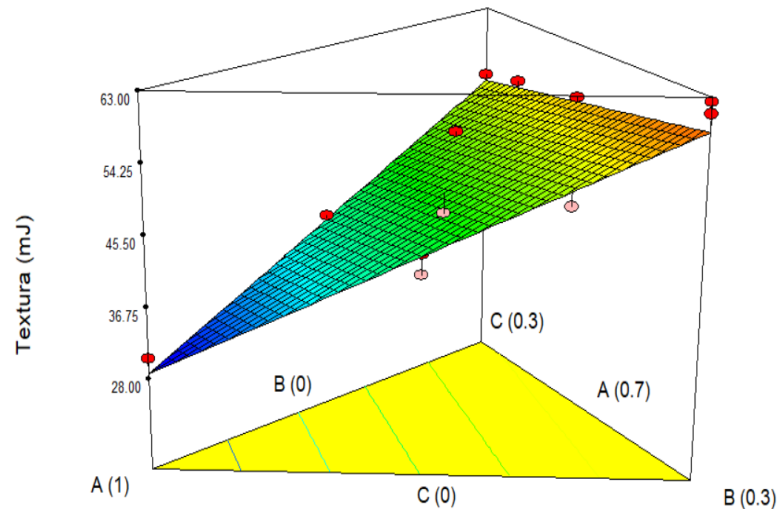 63.00
54.25
45.50
36.75
28.00
Textura (mJ)
C (0.3)
B (0)
A (0.7)
A (1)
C (0)
B (0.3)